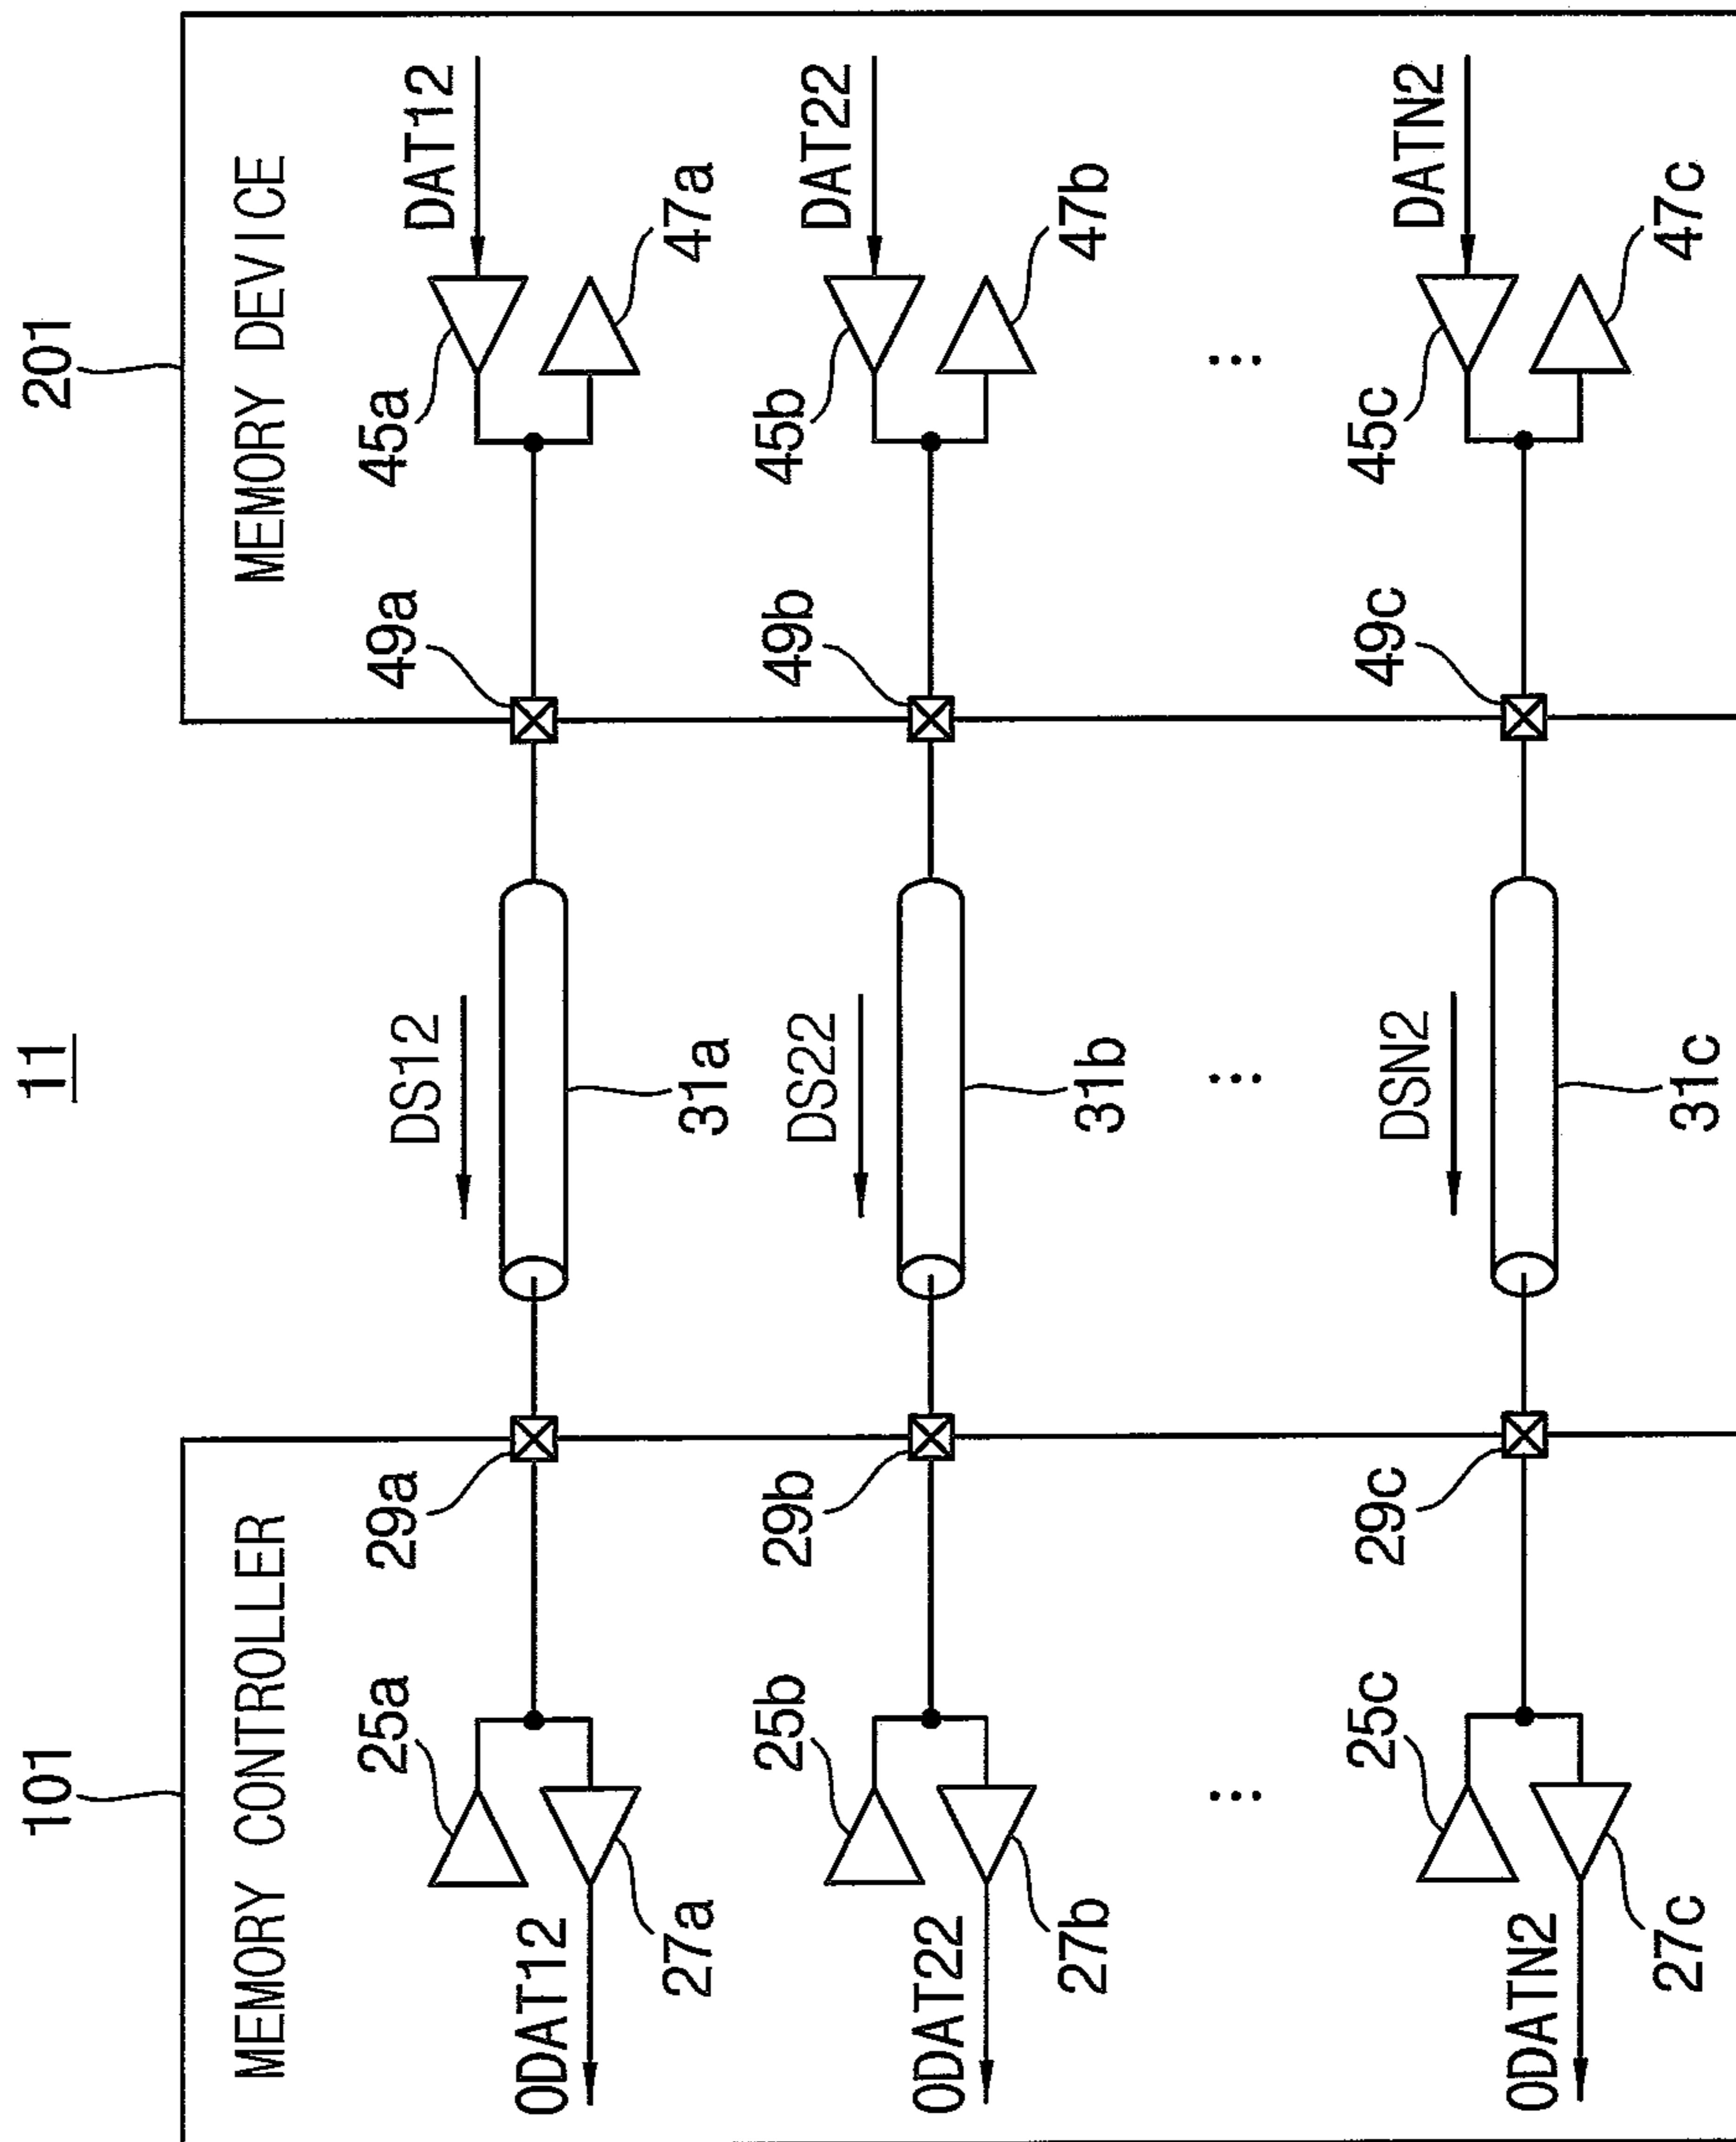 11
101
201
MEMORY CONTROLLER
MEMORY DEVICE
25a
29a
DS12
49a
45a
DAT12
ODAT12
27a
31a
47a
25b
29b
DS22
49b
45b
DAT22
ODAT22
27b
31b
47b
25c
29c
DSN2
49c
45c
DATN2
ODATN2
27c
31c
47c